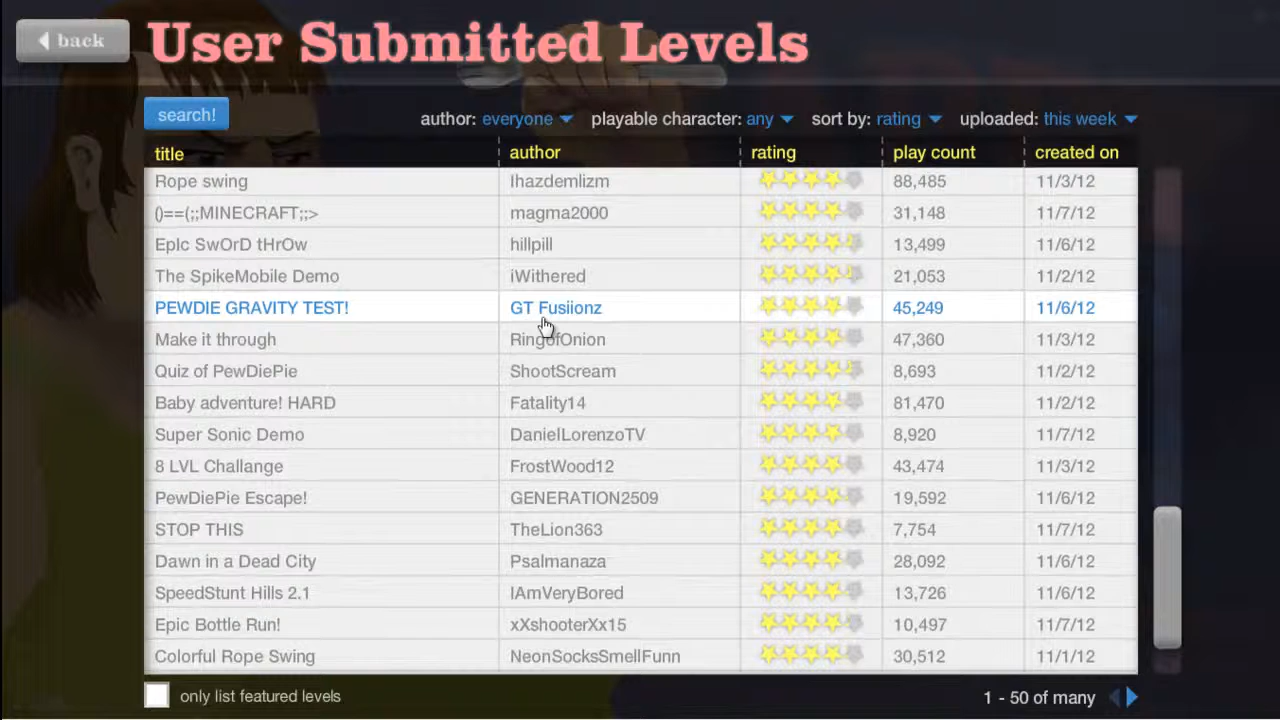 back
User Submitted Levels
search!
author: everyone playable character: any sort by: rating uploaded: this week
title author rating play count created on
Rope swing Ihazdemlizm 88,485 11/3/12
()==(;;MINECRAFT;;> magma2000 31,148 11/7/12
EpIc SwOrD tHrOw hillpill 13,499 11/6/12
The SpikeMobile Demo iWithered 21,053 11/2/12
PEWDIE GRAVITY TEST! GT Fusiionz 45,249 11/6/12
Make it through RingofOnion 47,360 11/3/12
Quiz of PewDiePie ShootScream 8,693 11/2/12
Baby adventure! HARD Fatality14 81,470 11/2/12
Super Sonic Demo DanielLorenzoTV 8,920 11/7/12
8 LVL Challange FrostWood12 43,474 11/3/12
PewDiePie Escape! GENERATION2509 19,592 11/6/12
STOP THIS TheLion363 7,754 11/7/12
Dawn in a Dead City Psalmanaza 28,092 11/6/12
SpeedStunt Hills 2.1 IAmVeryBored 13,726 11/6/12
Epic Bottle Run! xXshooterXx15 10,497 11/7/12
Colorful Rope Swing NeonSocksSmellFunn 30,512 11/1/12
only list featured levels 1 - 50 of many